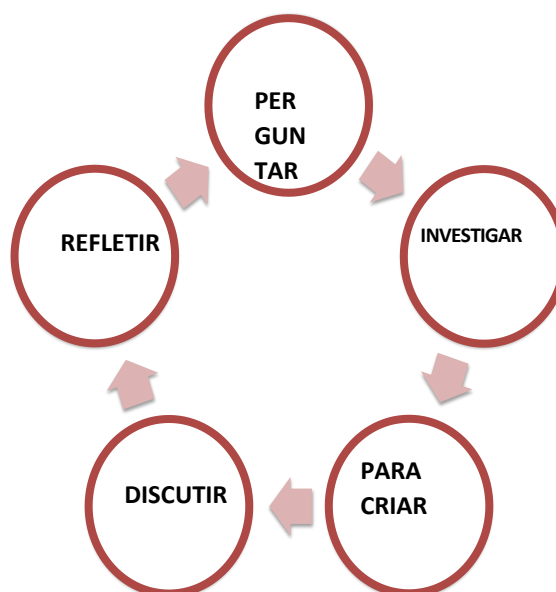 PER
GUN
TAR
INVESTIGAR
PARA
CRIAR
DISCUTIR
REFLETIR